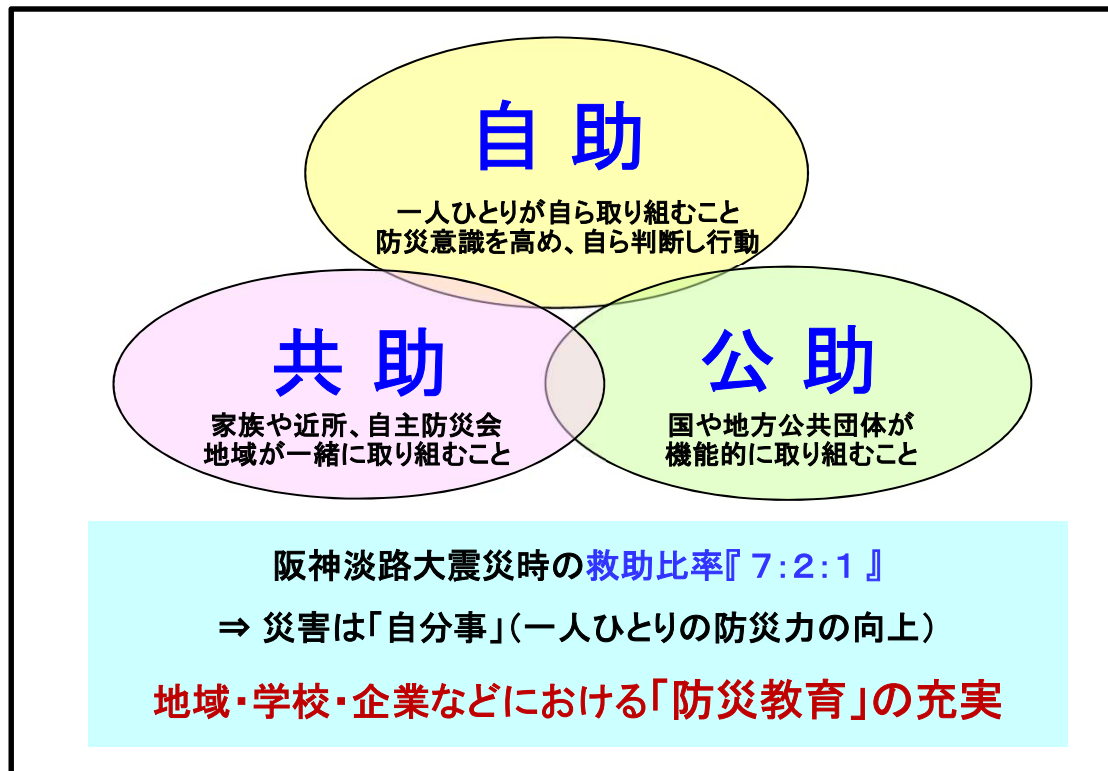 自 助
一人ひとりが自ら取り組むこと
防災意識を高め、自ら判断し行動
共 助
家族や近所、自主防災会
地域が一緒に取り組むこと
公 助
国や地方公共団体が
機能的に取り組むこと
阪神淡路大震災時の救助比率『 7:2:1 』
⇒ 災害は「自分事」（一人ひとりの防災力の向上）
地域・学校・企業などにおける「防災教育」の充実